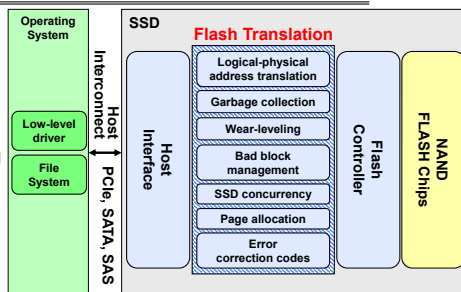 Operating
System
Low-level
driver
File
System
Host
Interconnect
PCIe, SATA, SAS
SSD
Flash Translation
Host
Interface
Logical-physical
address translation
Garbage collection
Wear-leveling
Bad block
management
SSD concurrency
Page allocation
Error
correction codes
Flash
Controller
NAND
FLASH Chips